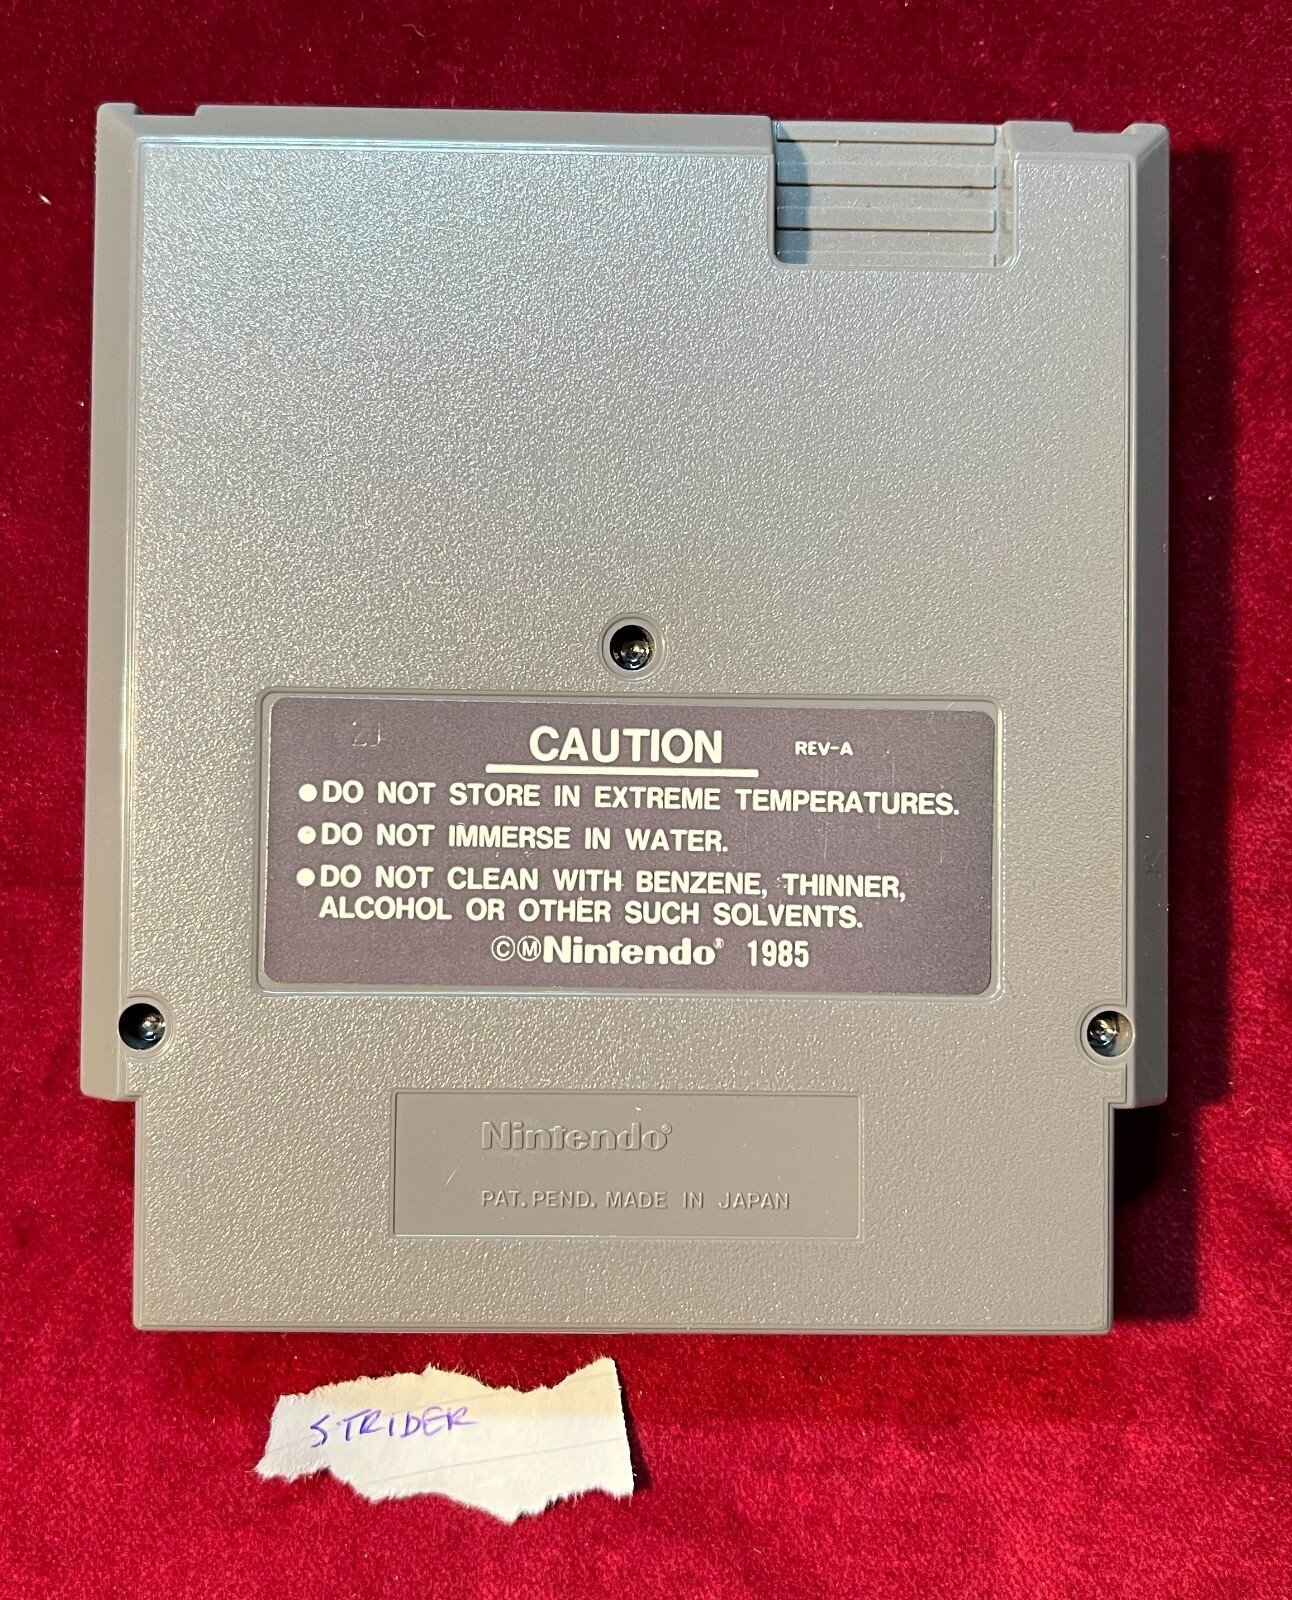 2J
CAUTION REV-A
●DO NOT STORE IN EXTREME TEMPERATURES.
●DO NOT IMMERSE IN WATER.
●DO NOT CLEAN WITH BENZENE, THINNER,
ALCOHOL OR OTHER SUCH SOLVENTS.
©ⓂNintendo® 1985
Nintendo®
PAT. PEND. MADE IN JAPAN
STRIDER